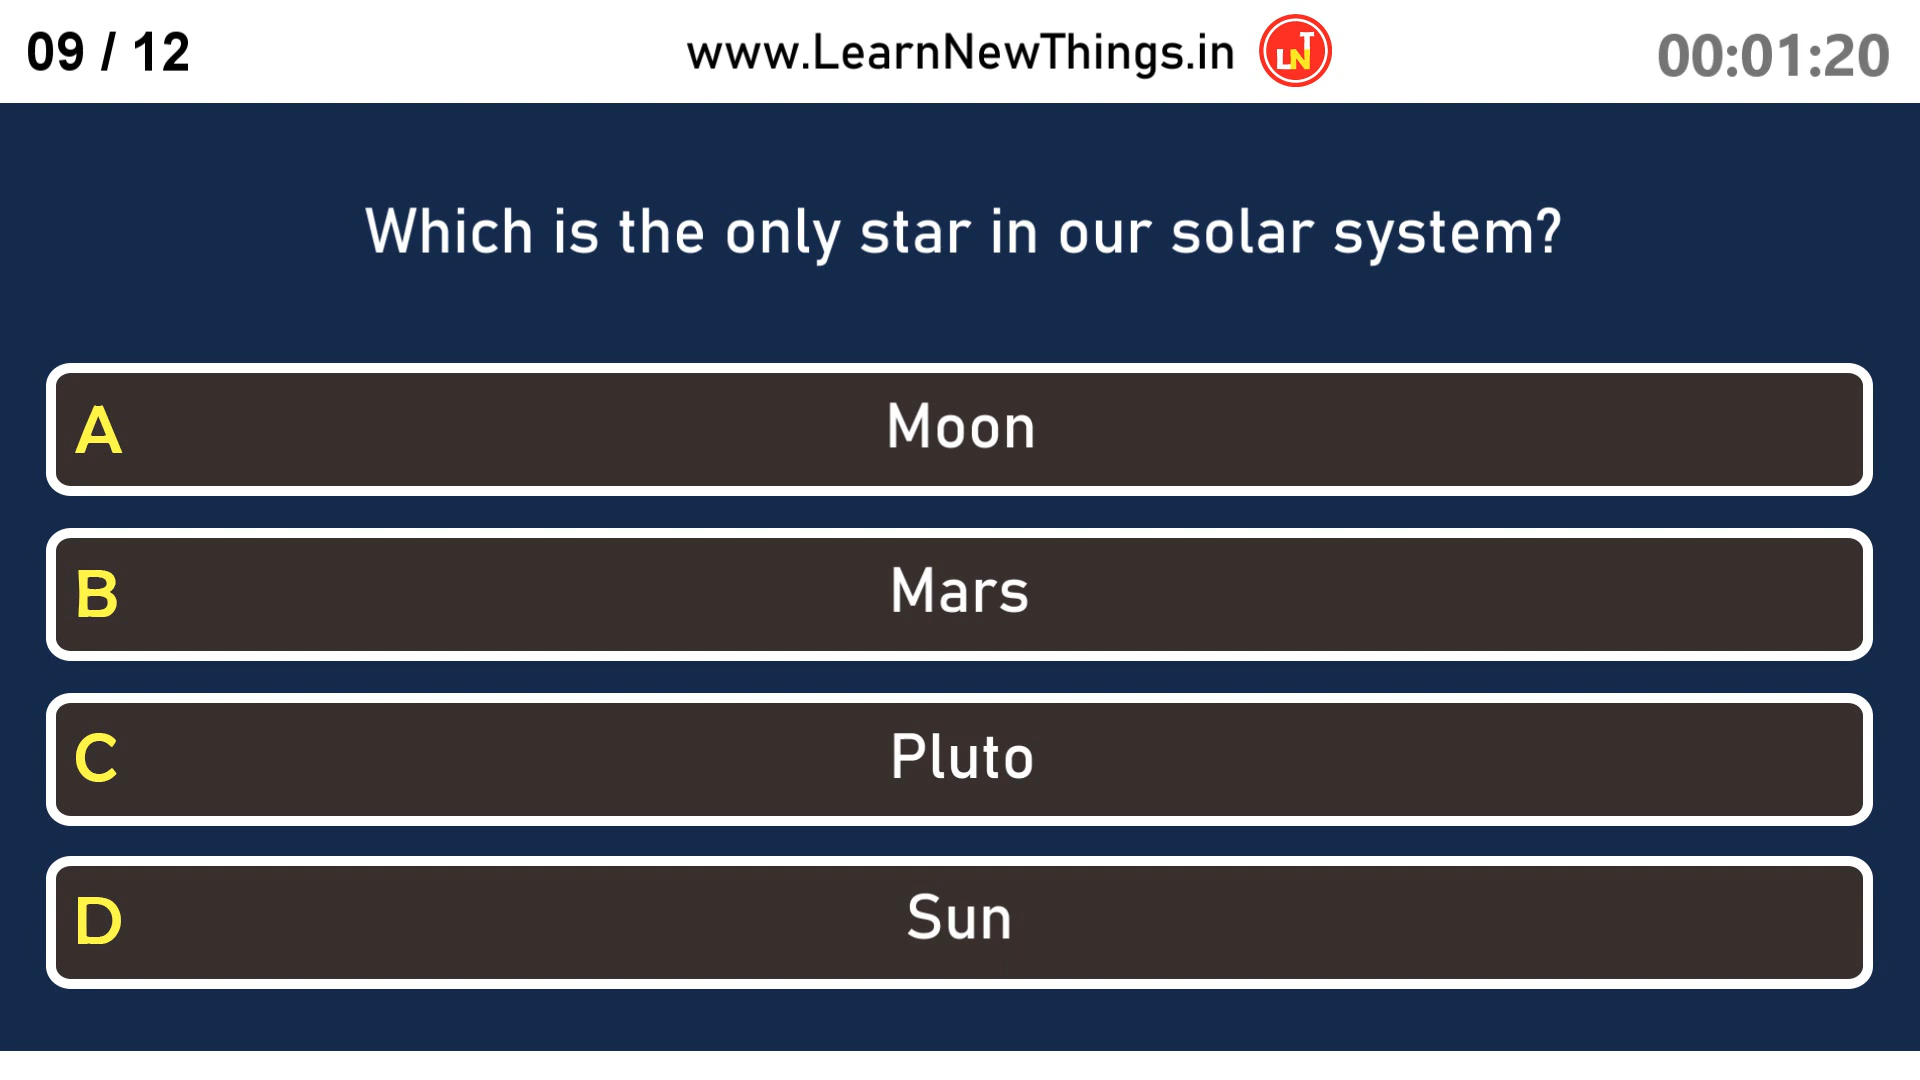 09 / 12
www.LearnNewThings.in
LNT
00:01:20
Which is the only star in our solar system?
A
Moon
B
Mars
C
Pluto
D
Sun